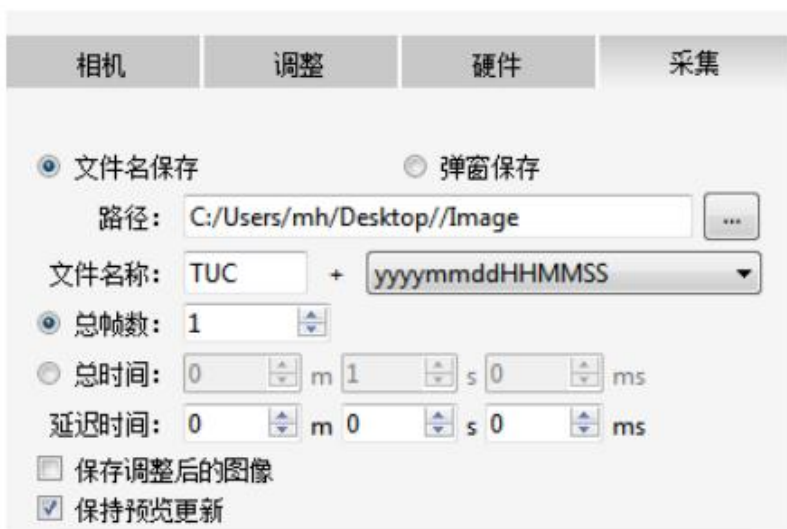 相机 调整 硬件 采集
文件名保存 弹窗保存
路径： C:/Users/mh/Desktop//Image ...
文件名称： TUC + yyyymmddHHMMSS
总帧数： 1
总时间： 0 m 1 s 0 ms
延迟时间： 0 m 0 s 0 ms
保存调整后的图像
保持预览更新